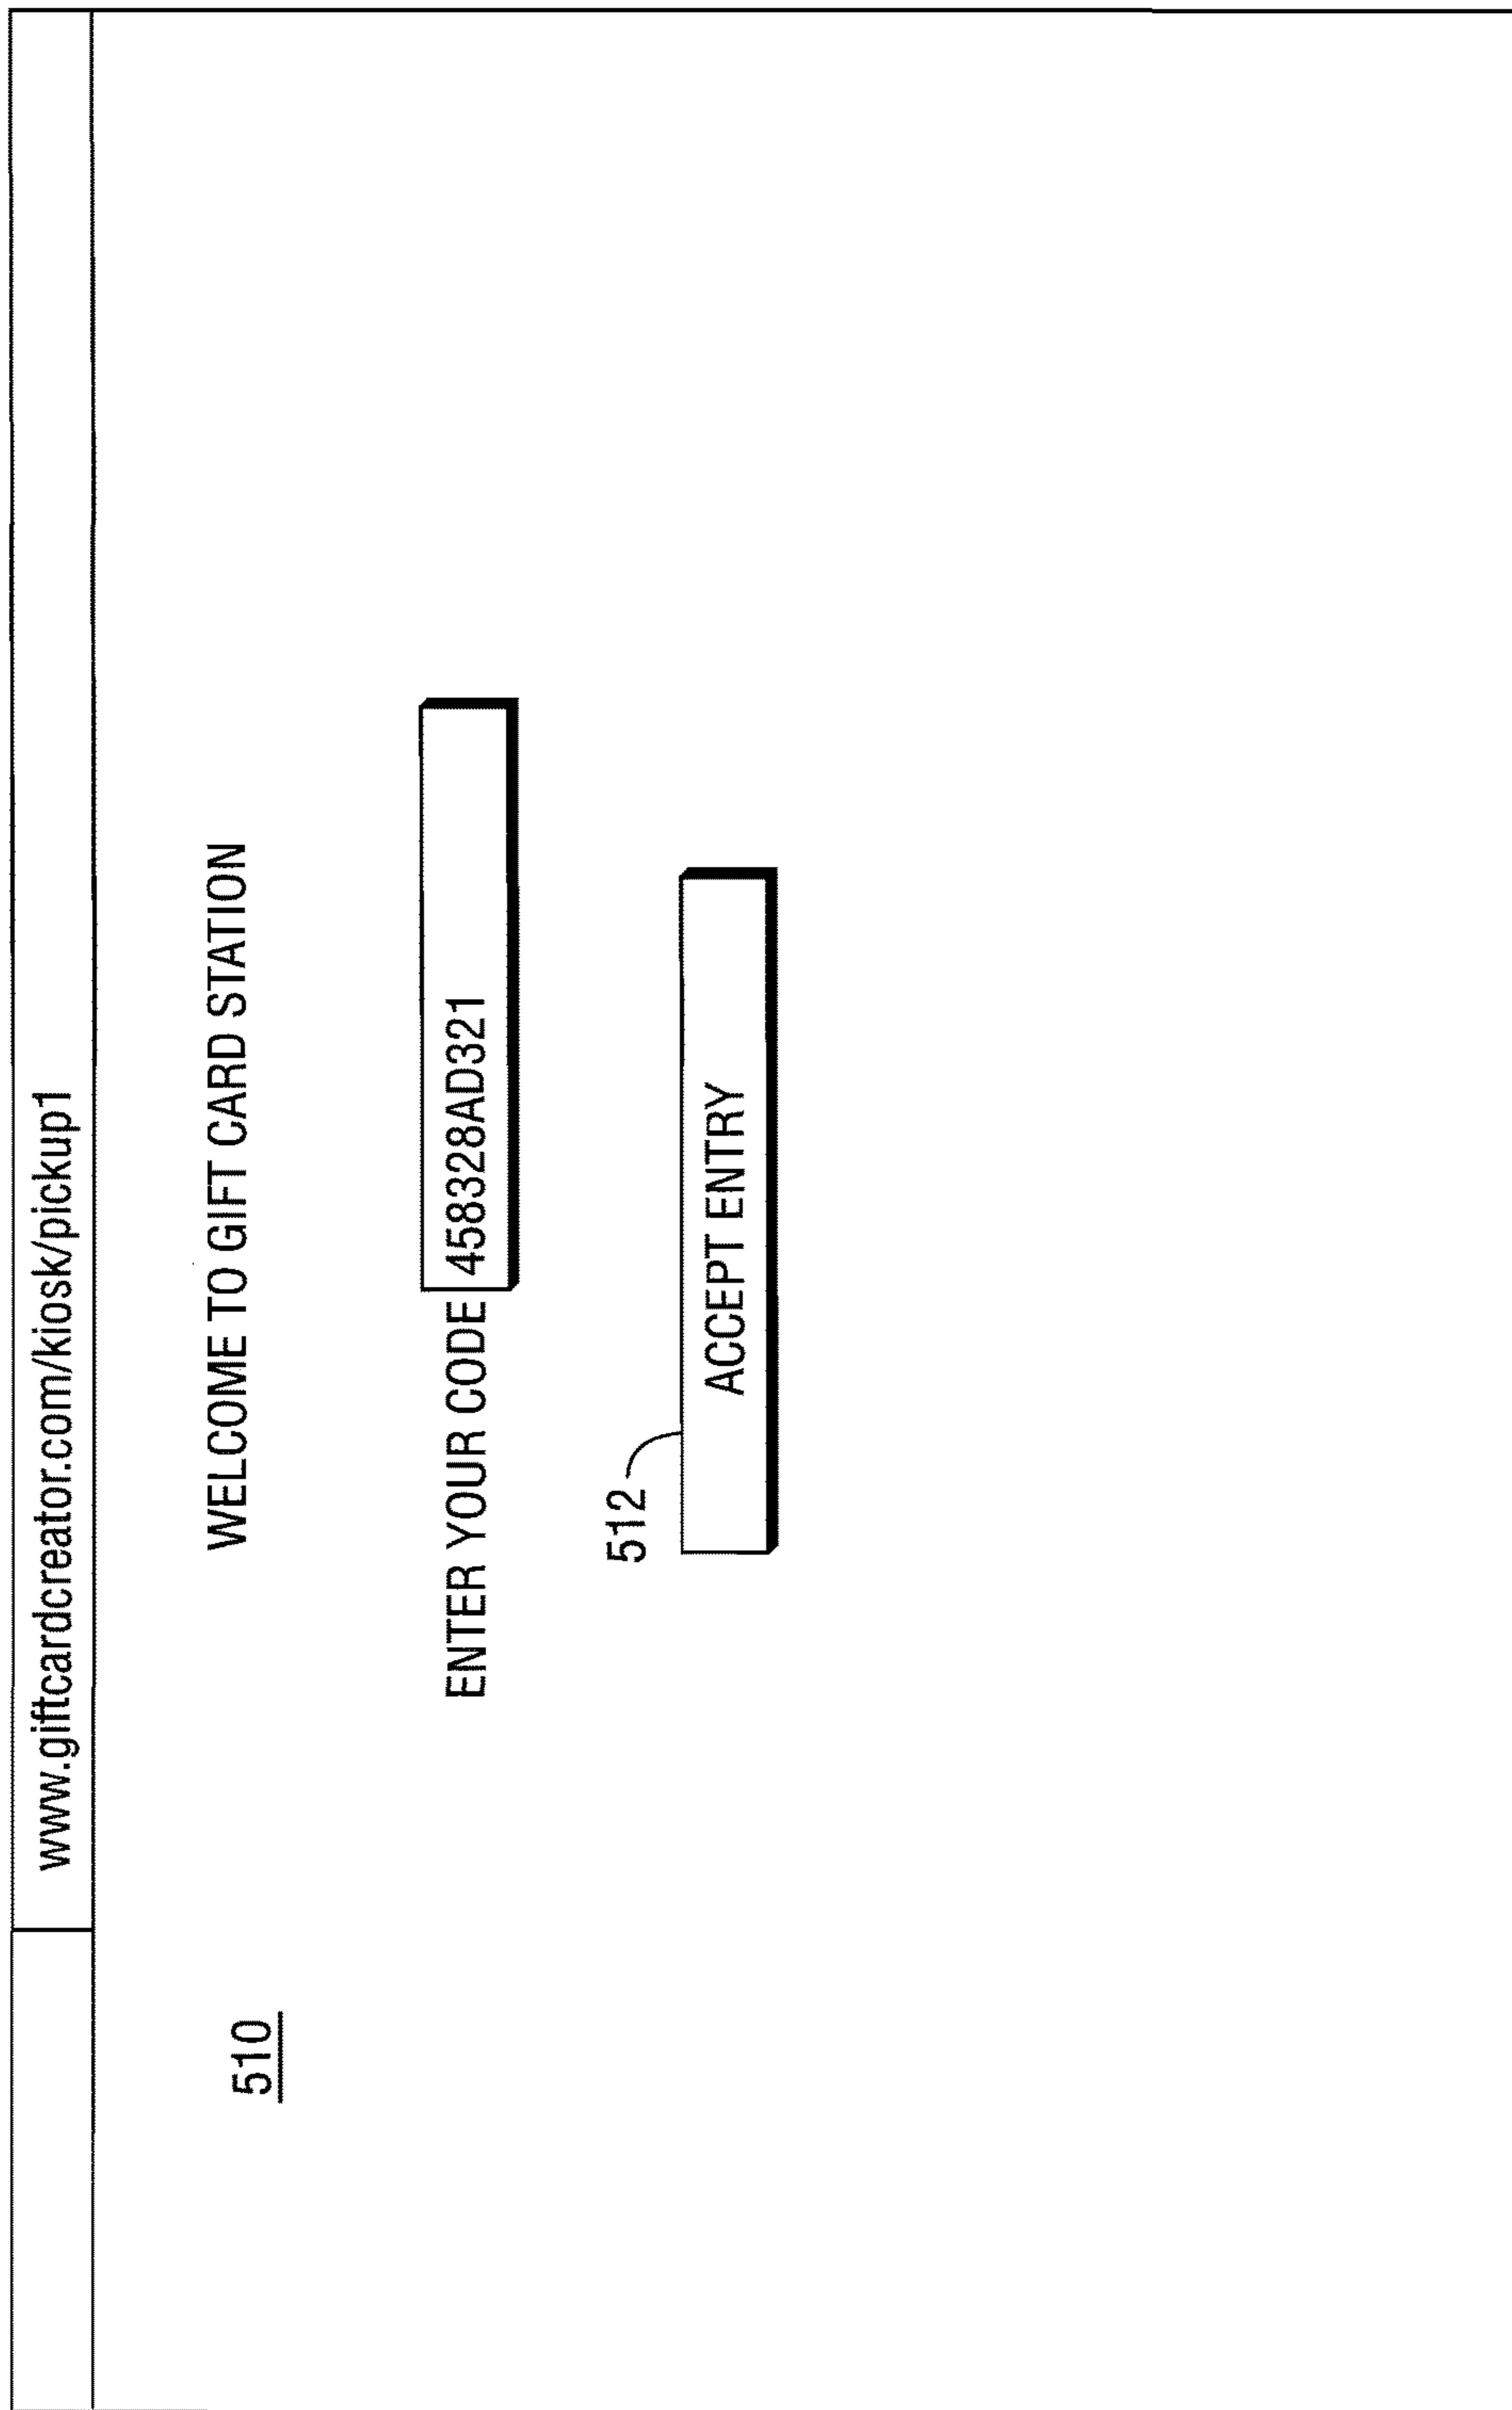 www.giftcardcreator.com/kiosk/pickup1
510
WELCOME TO GIFT CARD STATION
ENTER YOUR CODE 458328AD321
512
ACCEPT ENTRY